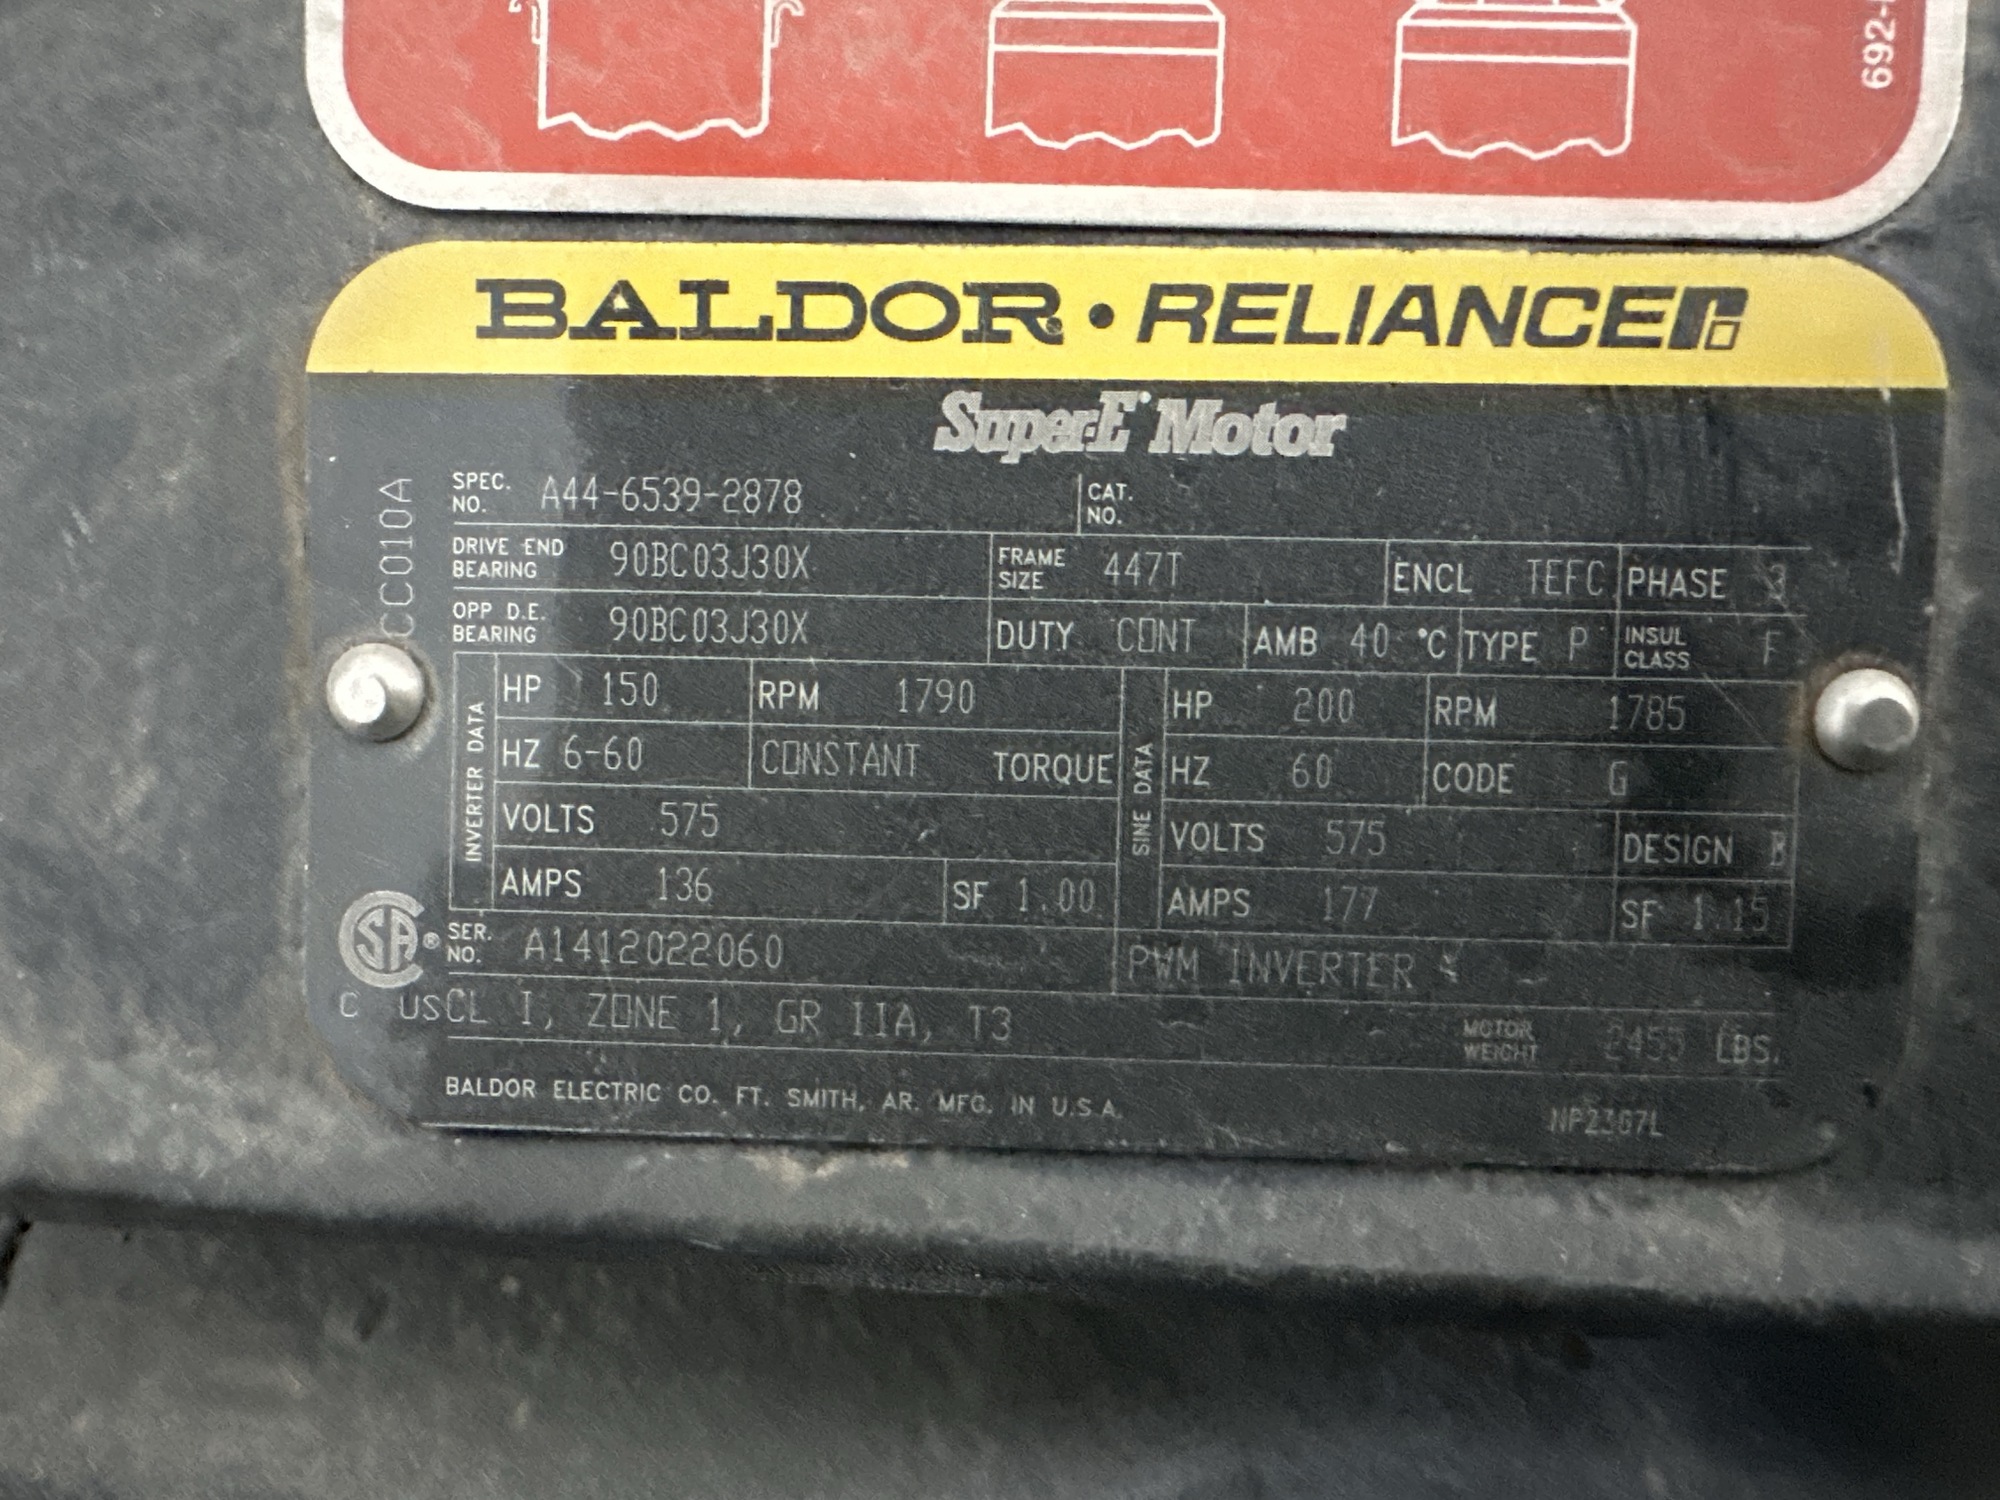 692-
BALDOR • RELIANCER
Super-E® Motor
CC010A
SPEC. NO. A44-6539-2878 CAT. NO.
DRIVE END BEARING 90BC03J30X FRAME SIZE 447T ENCL TEFC PHASE 3
OPP D.E. BEARING 90BC03J30X DUTY CONT AMB 40 °C TYPE P INSUL CLASS F
INVERTER DATA
HP 150 RPM 1790
HZ 6-60 CONSTANT TORQUE
VOLTS 575
AMPS 136 SF 1.00
SINE DATA
HP 200 RPM 1785
HZ 60 CODE G
VOLTS 575 DESIGN B
AMPS 177 SF 1.15
SER. NO. A1412022060 PWM INVERTER
SA®
C US CL I, ZONE 1, GR IIA, T3 MOTOR WEIGHT 2455 LBS.
BALDOR ELECTRIC CO. FT. SMITH, AR. MFG. IN U.S.A. NP2367L